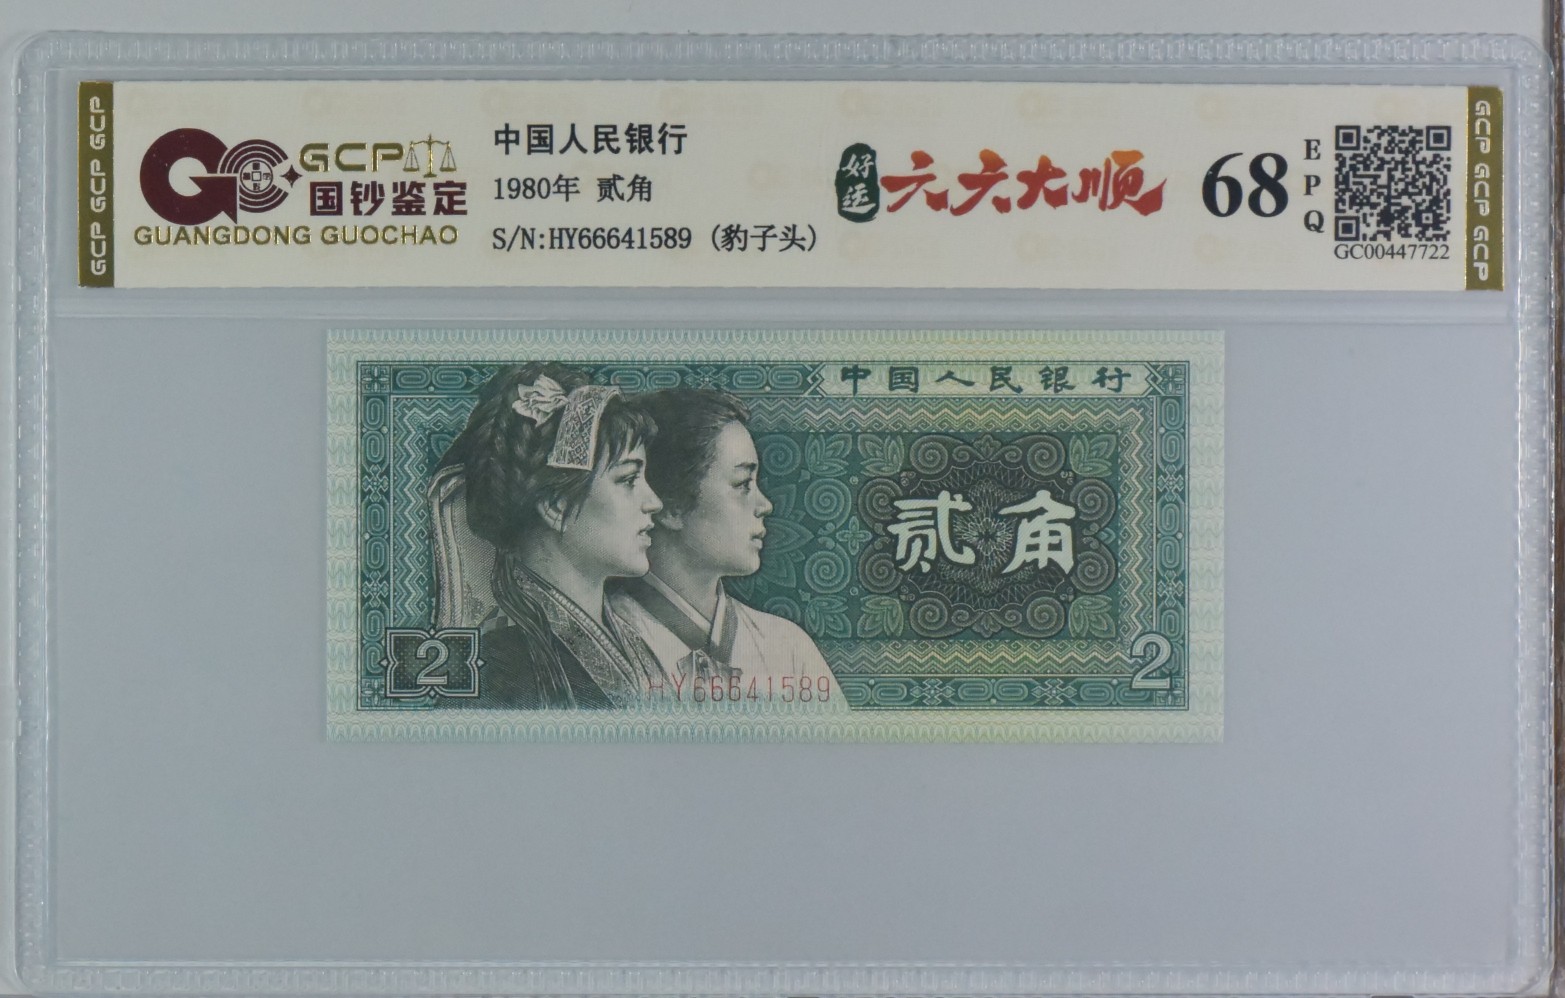 GCP GCP GCP
GCP
国钞鉴定
GUANGDONG GUOCHAO
中国人民银行
1980年 贰角
S/N:HY66641589 (豹子头)
好运
六六大顺
68
EPQ
GC00447722
GCP GCP GCP
中国人民银行
贰角
2
2
HY66641589